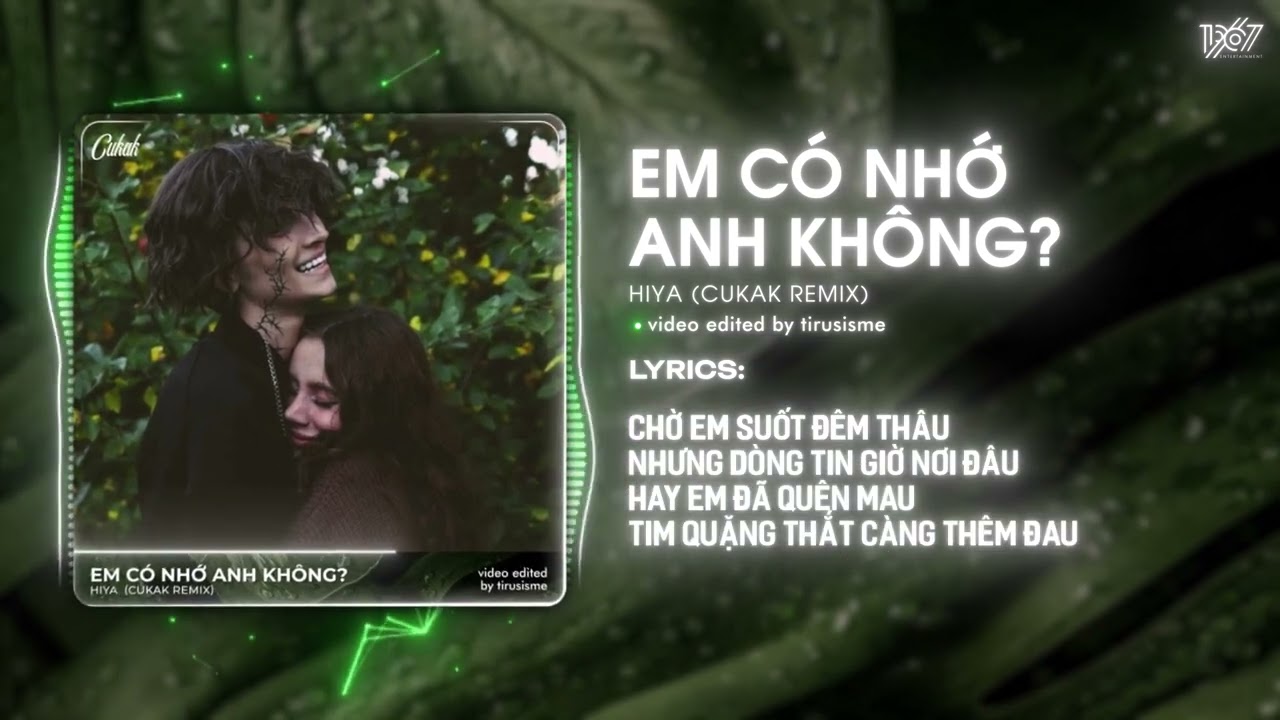 1967
ENTERTAINMENT
Cukak
EM CÓ NHỚ
ANH KHÔNG?
HIYA (CUKAK REMIX)
• video edited by tirusisme
LYRICS:
CHỜ EM SUỐT ĐÊM THÂU
NHƯNG DÒNG TIN GIỜ NƠI ĐÂU
HAY EM ĐÃ QUÊN MAU
TIM QUẶNG THẮT CÀNG THÊM ĐAU
EM CÓ NHỚ ANH KHÔNG?
HIYA (CUKAK REMIX)
video edited
by tirusisme